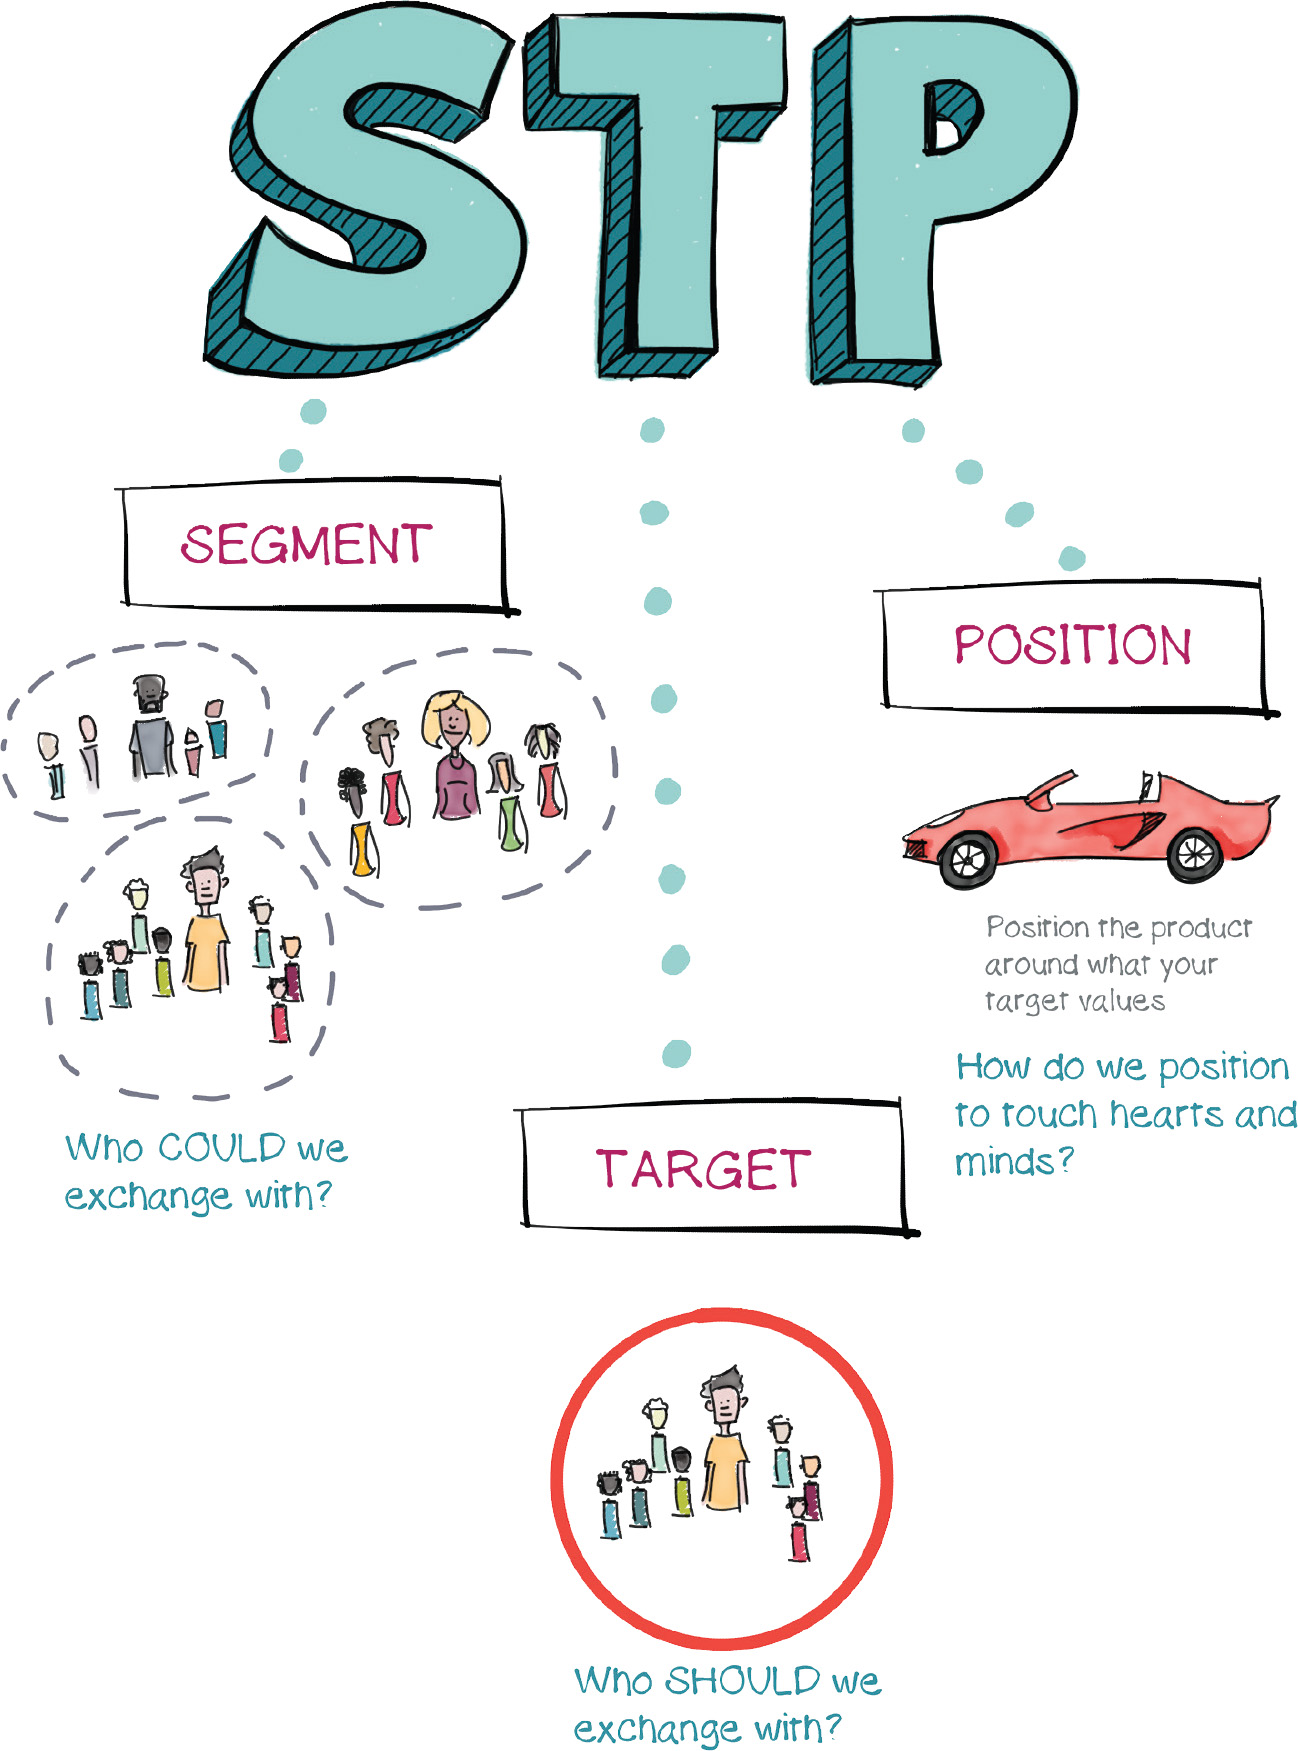 STP
SEGMENT
Who COULD we
exchange with?
TARGET
Who SHOULD we
exchange with?
POSITION
Position the product
around what your
target values
How do we position
to touch hearts and
minds?